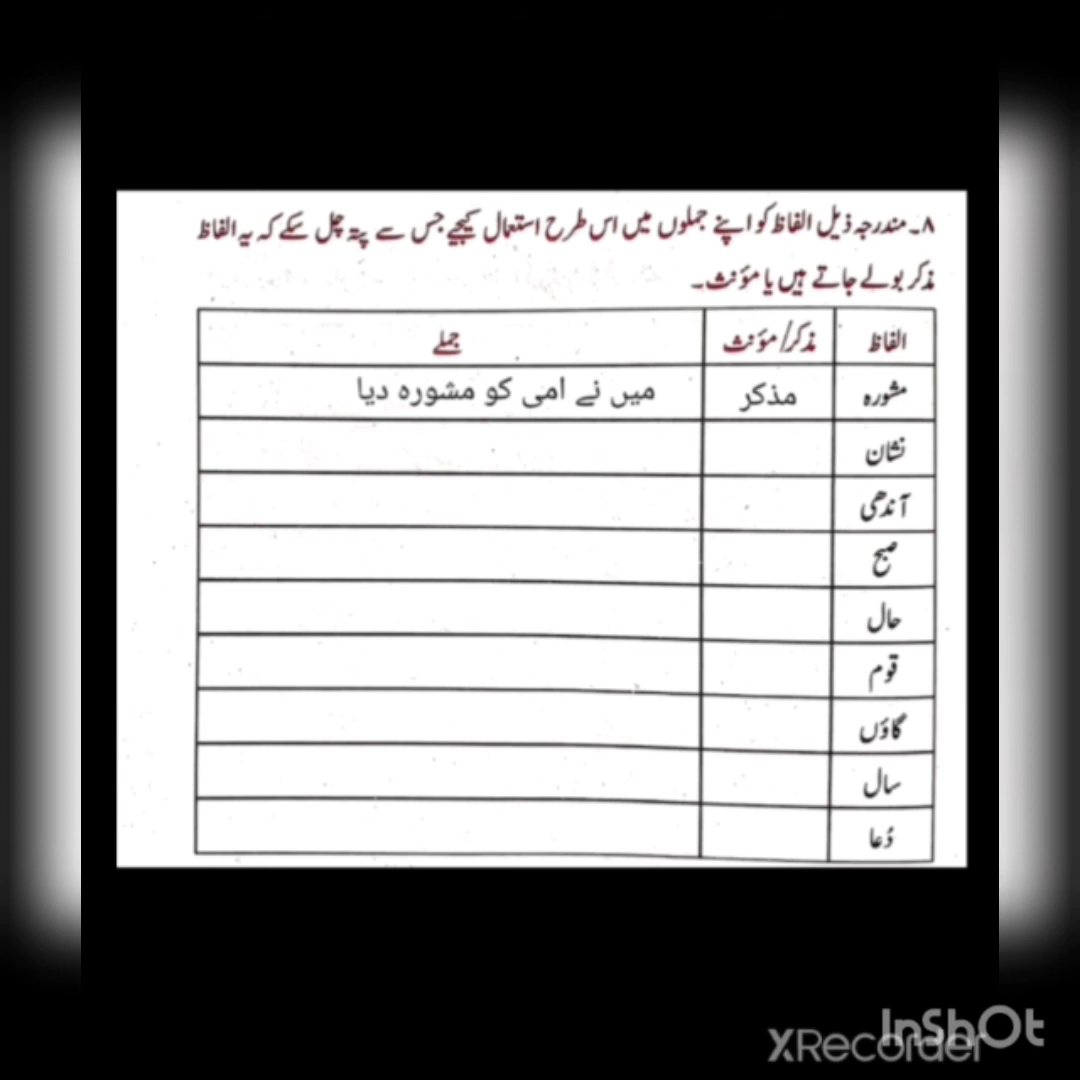 ۸۔ مندرجہ ذیل الفاظ کو اپنے جملوں میں اس طرح استعمال کیجیے جس سے پتہ چل سکے کہ یہ الفاظ
مذکر بولے جاتے ہیں یا مؤنث۔
الفاظ مذکر/مؤنث جملے
مشورہ مذکر میں نے امی کو مشورہ دیا
نشان
آندھی
صبح
حال
قوم
گاؤں
سال
دُعا
InShOt
XRecorder